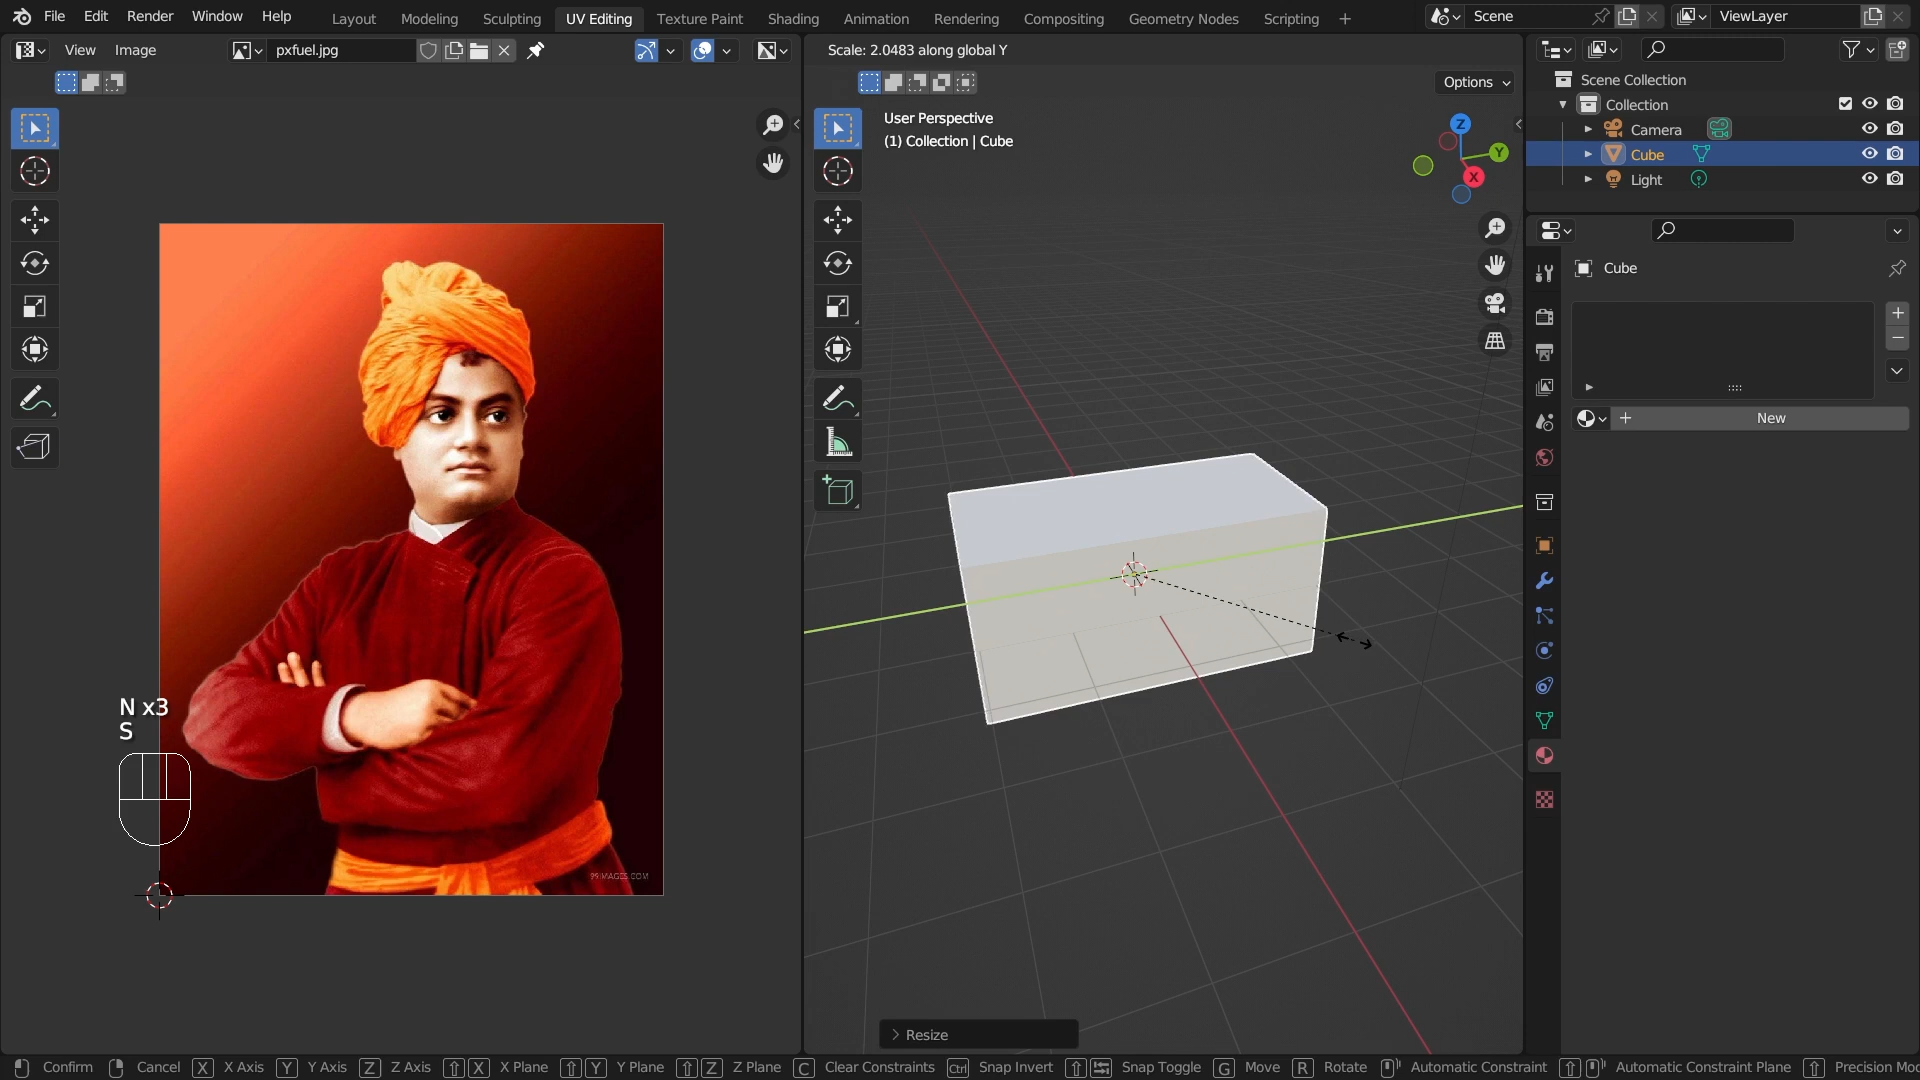 File Edit Render Window Help Layout Modeling Sculpting UV Editing Texture Paint Shading Animation Rendering Compositing Geometry Nodes Scripting + Scene ViewLayer
View Image pxfuel.jpg Scale: 2.0483 along global Y
Options
User Perspective
(1) Collection | Cube
Z
Y
X
Scene Collection
Collection
Camera
Cube
Light
Cube
New
N x3
S
99IMAGES.COM
Resize
Confirm Cancel X X Axis Y Y Axis Z Z Axis X X Plane Y Y Plane Z Z Plane C Clear Constraints Ctrl Snap Invert Snap Toggle G Move R Rotate Automatic Constraint Automatic Constraint Plane Precision Mo